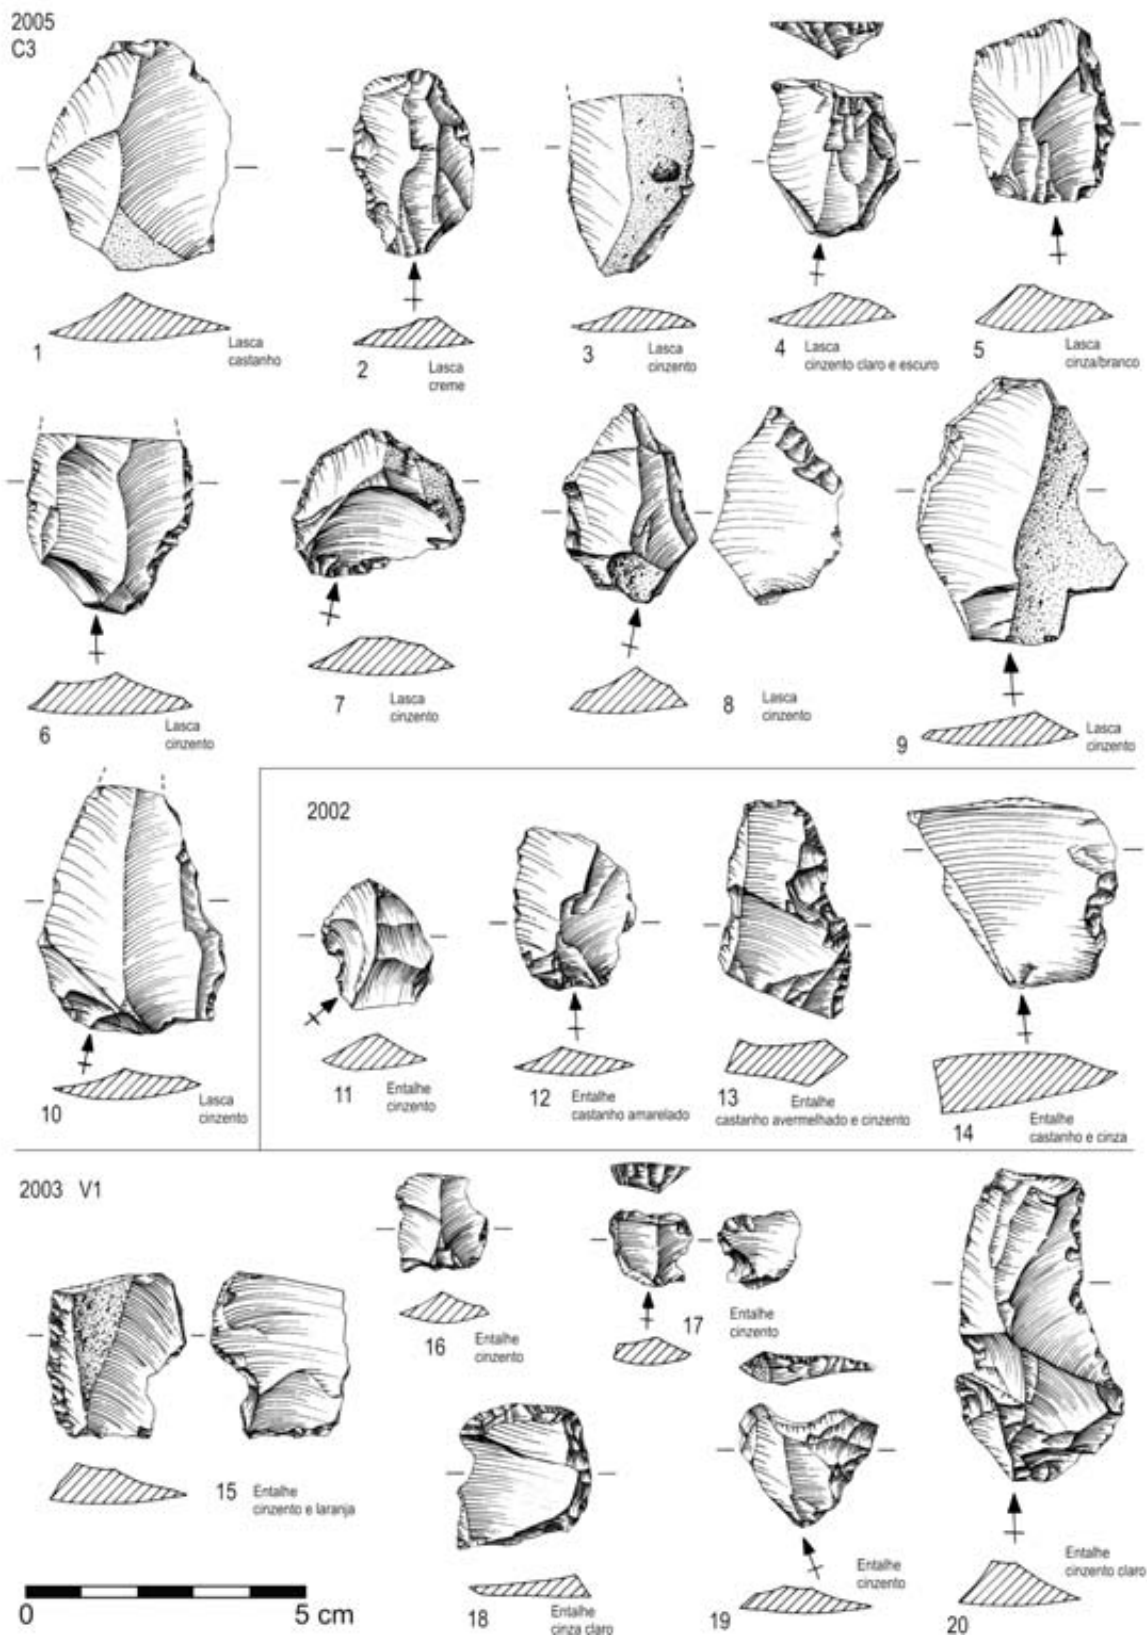 2005
C3
1
Lasca
castanho
2
Lasca
creme
3
Lasca
cinzento
4
Lasca
cinzento claro e escuro
5
Lasca
cinza/branco
6
Lasca
cinzento
7
Lasca
cinzento
8
Lasca
cinzento
9
Lasca
cinzento
10
Lasca
cinzento
2002
11
Entalhe
cinzento
12
Entalhe
castanho amarelado
13
Entalhe
castanho avermelhado e cinzento
14
Entalhe
castanho e cinza
2003 V1
15
Entalhe
cinzento e laranja
16
Entalhe
cinzento
17
Entalhe
cinzento
18
Entalhe
cinza claro
19
Entalhe
cinzento
20
Entalhe
cinzento claro
0 5 cm